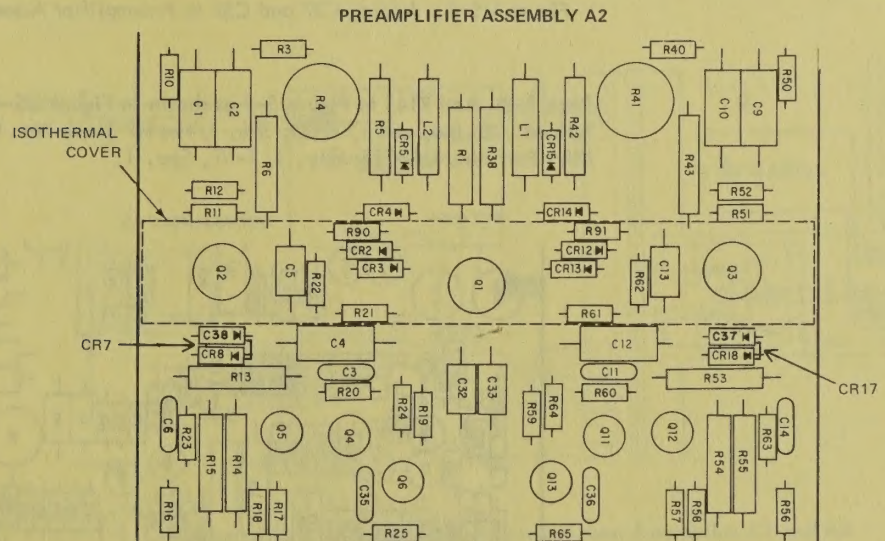 PREAMPLIFIER ASSEMBLY A2
R3
R40
R10
C1
C2
R4
R5
CR5
L2
R1
R38
L1
CR15
R42
R41
C10
C9
R50
ISOTHERMAL
COVER
R6
R43
R12
R11
CR4
CR14
R52
R51
R90
R91
CR2
CR3
CR12
CR13
Q2
C5
R22
Q1
R62
C13
Q3
R21
R61
CR7
C38
CR8
C4
C12
C37
CR18
CR17
R13
C3
R20
C32
C33
C11
R60
R53
C6
R23
R15
R14
Q5
Q4
R24
R19
R59
R64
Q11
Q12
R54
R55
R63
C14
Q6
Q13
R16
R18
R17
C35
R25
R65
C36
R57
R58
R56